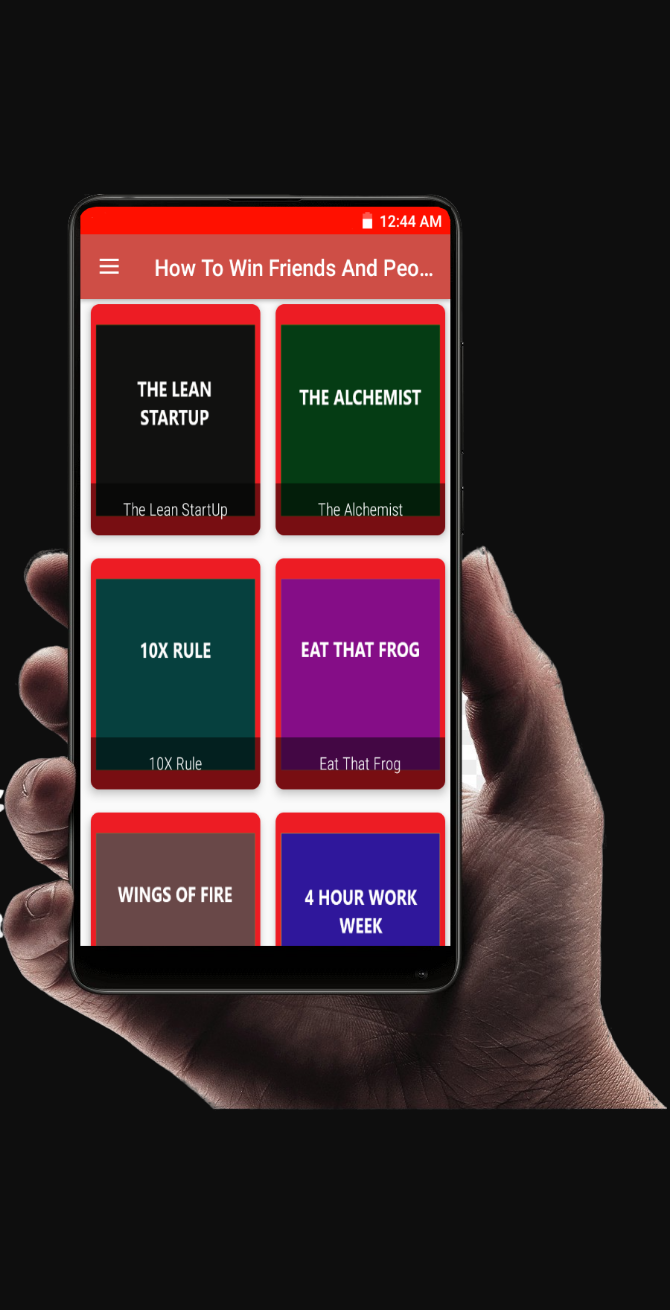 12:44 AM
How To Win Friends And Peo...
THE LEAN
STARTUP
The Lean StartUp
THE ALCHEMIST
The Alchemist
10X RULE
10X Rule
EAT THAT FROG
Eat That Frog
WINGS OF FIRE
4 HOUR WORK
WEEK